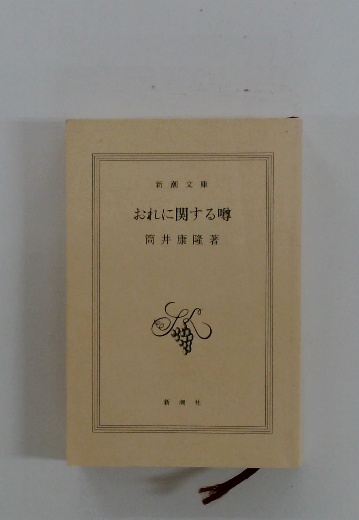 新潮文庫
おれに関する噂
筒井康隆著
新潮社